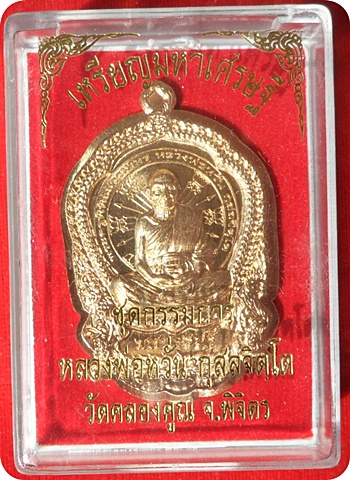 เหรียญมหาเศรษฐี
ชุดกรรมการ
หลวงพ่อหวั่น กุสลจิตโต
วัดคลองคูณ จ.พิจิตร